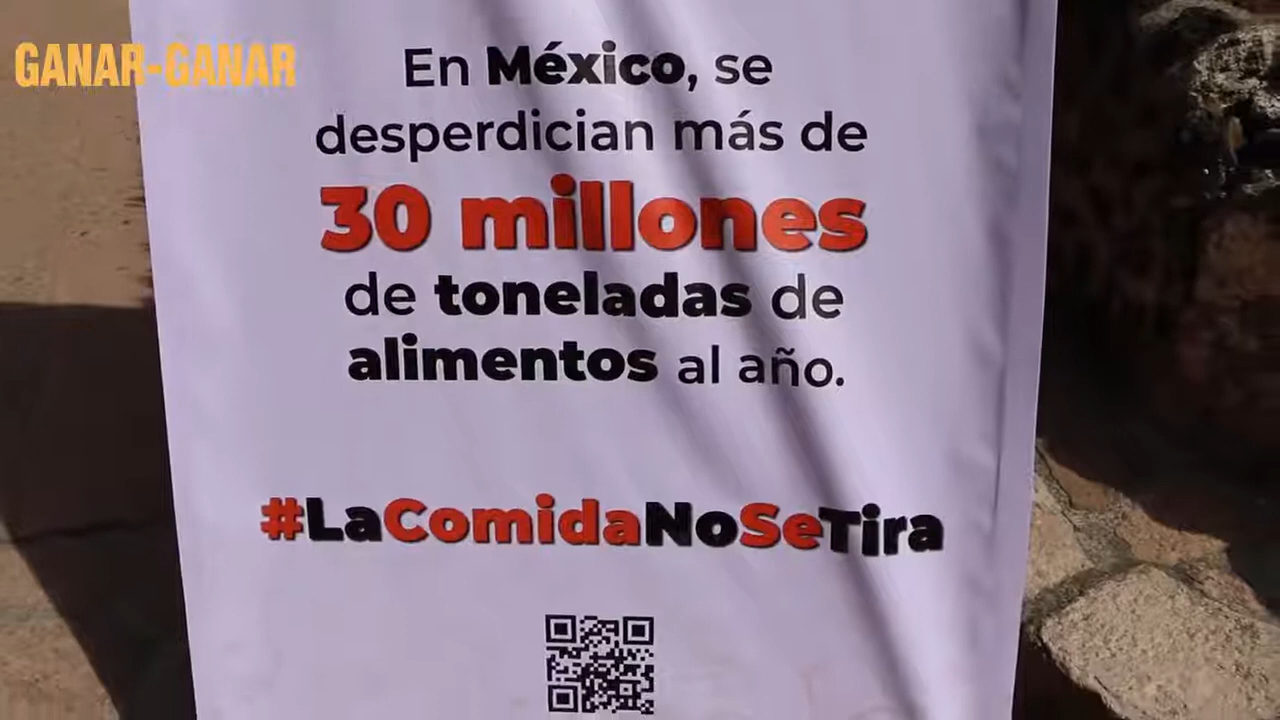 GANAR-GANAR
En México, se
desperdician más de
30 millones
de toneladas de
alimentos al año.
#LaComidaNoSeTira